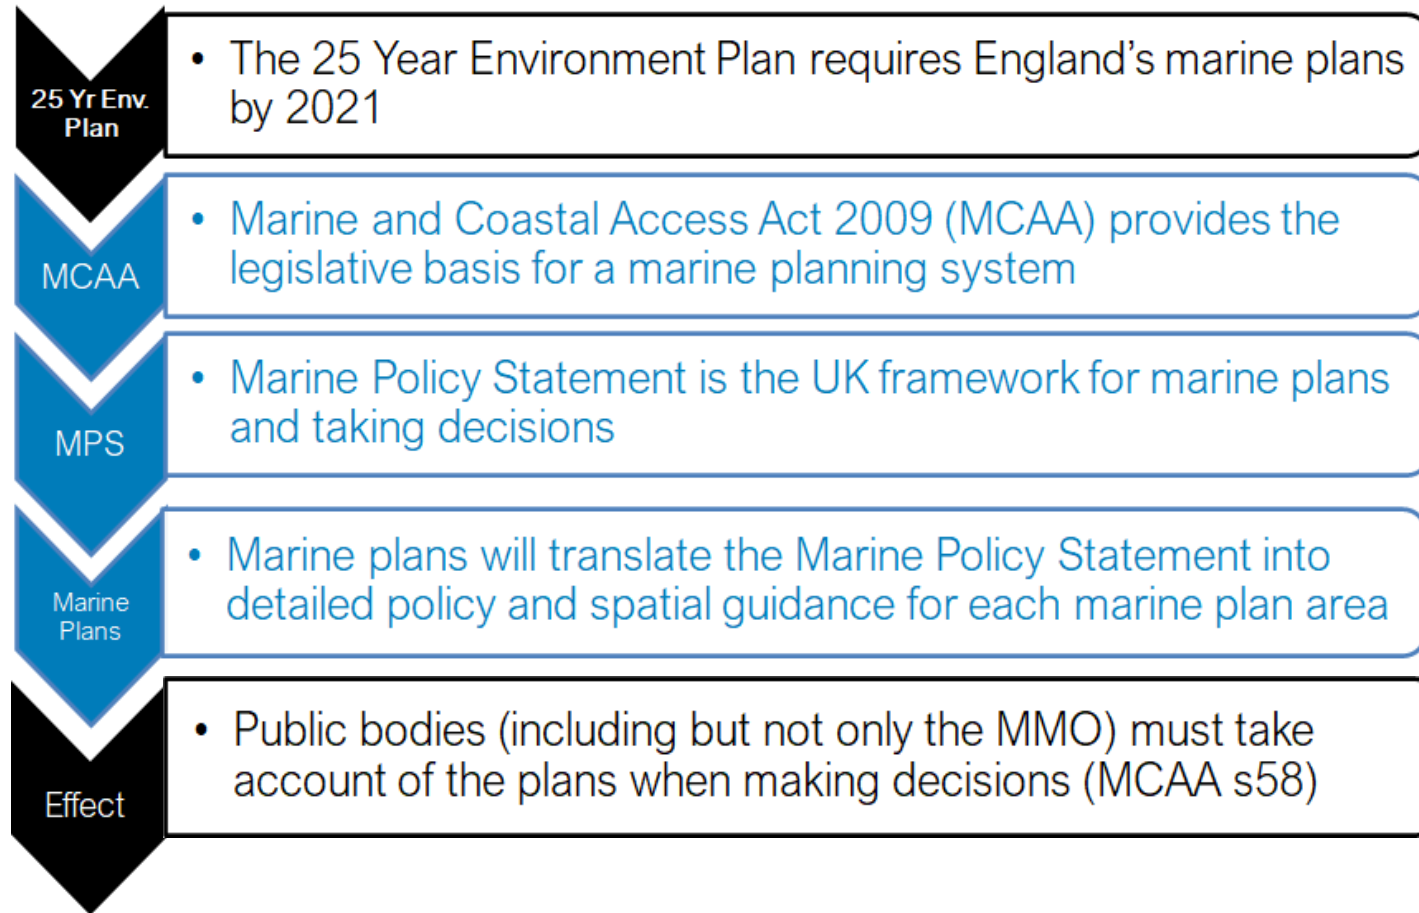 25 Yr Env.
Plan
• The 25 Year Environment Plan requires England’s marine plans
by 2021
MCAA
• Marine and Coastal Access Act 2009 (MCAA) provides the
legislative basis for a marine planning system
MPS
• Marine Policy Statement is the UK framework for marine plans
and taking decisions
Marine
Plans
• Marine plans will translate the Marine Policy Statement into
detailed policy and spatial guidance for each marine plan area
Effect
• Public bodies (including but not only the MMO) must take
account of the plans when making decisions (MCAA s58)